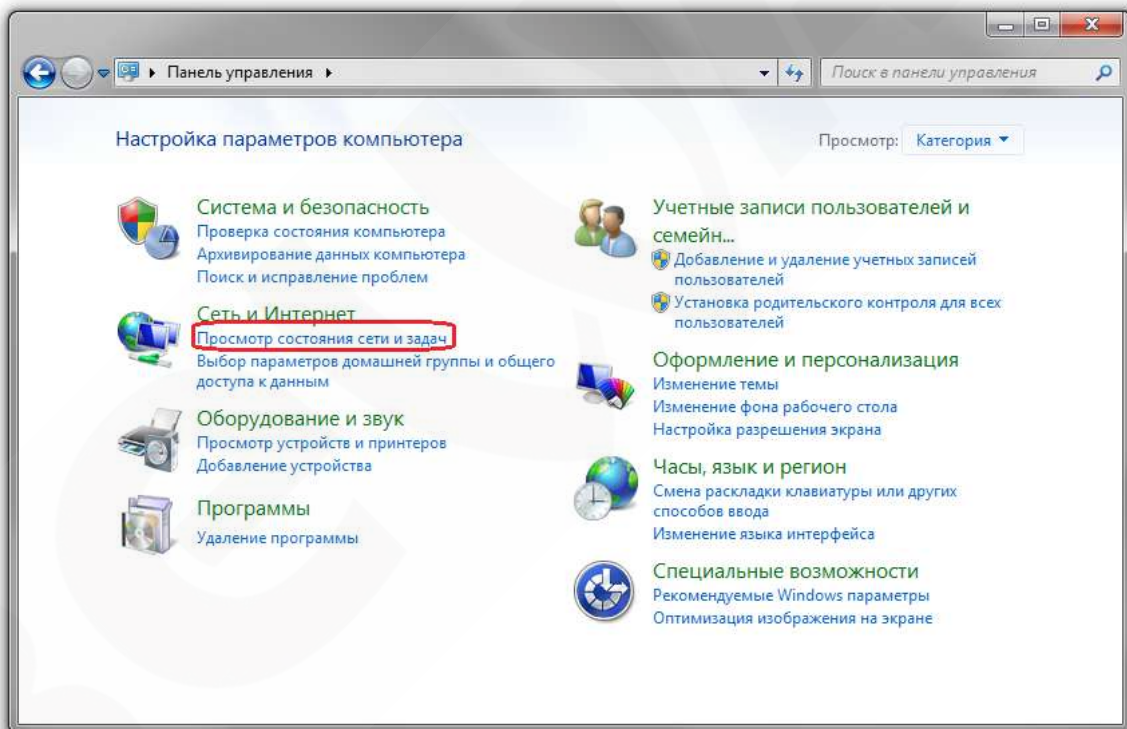 Панель управления
Поиск в панели управления
Настройка параметров компьютера
Просмотр: Категория
Система и безопасность
Проверка состояния компьютера
Архивирование данных компьютера
Поиск и исправление проблем
Сеть и Интернет
Просмотр состояния сети и задач
Выбор параметров домашней группы и общего
доступа к данным
Оборудование и звук
Просмотр устройств и принтеров
Добавление устройства
Программы
Удаление программы
Учетные записи пользователей и
семейн...
Добавление и удаление учетных записей
пользователей
Установка родительского контроля для всех
пользователей
Оформление и персонализация
Изменение темы
Изменение фона рабочего стола
Настройка разрешения экрана
Часы, язык и регион
Смена раскладки клавиатуры или других
способов ввода
Изменение языка интерфейса
Специальные возможности
Рекомендуемые Windows параметры
Оптимизация изображения на экране